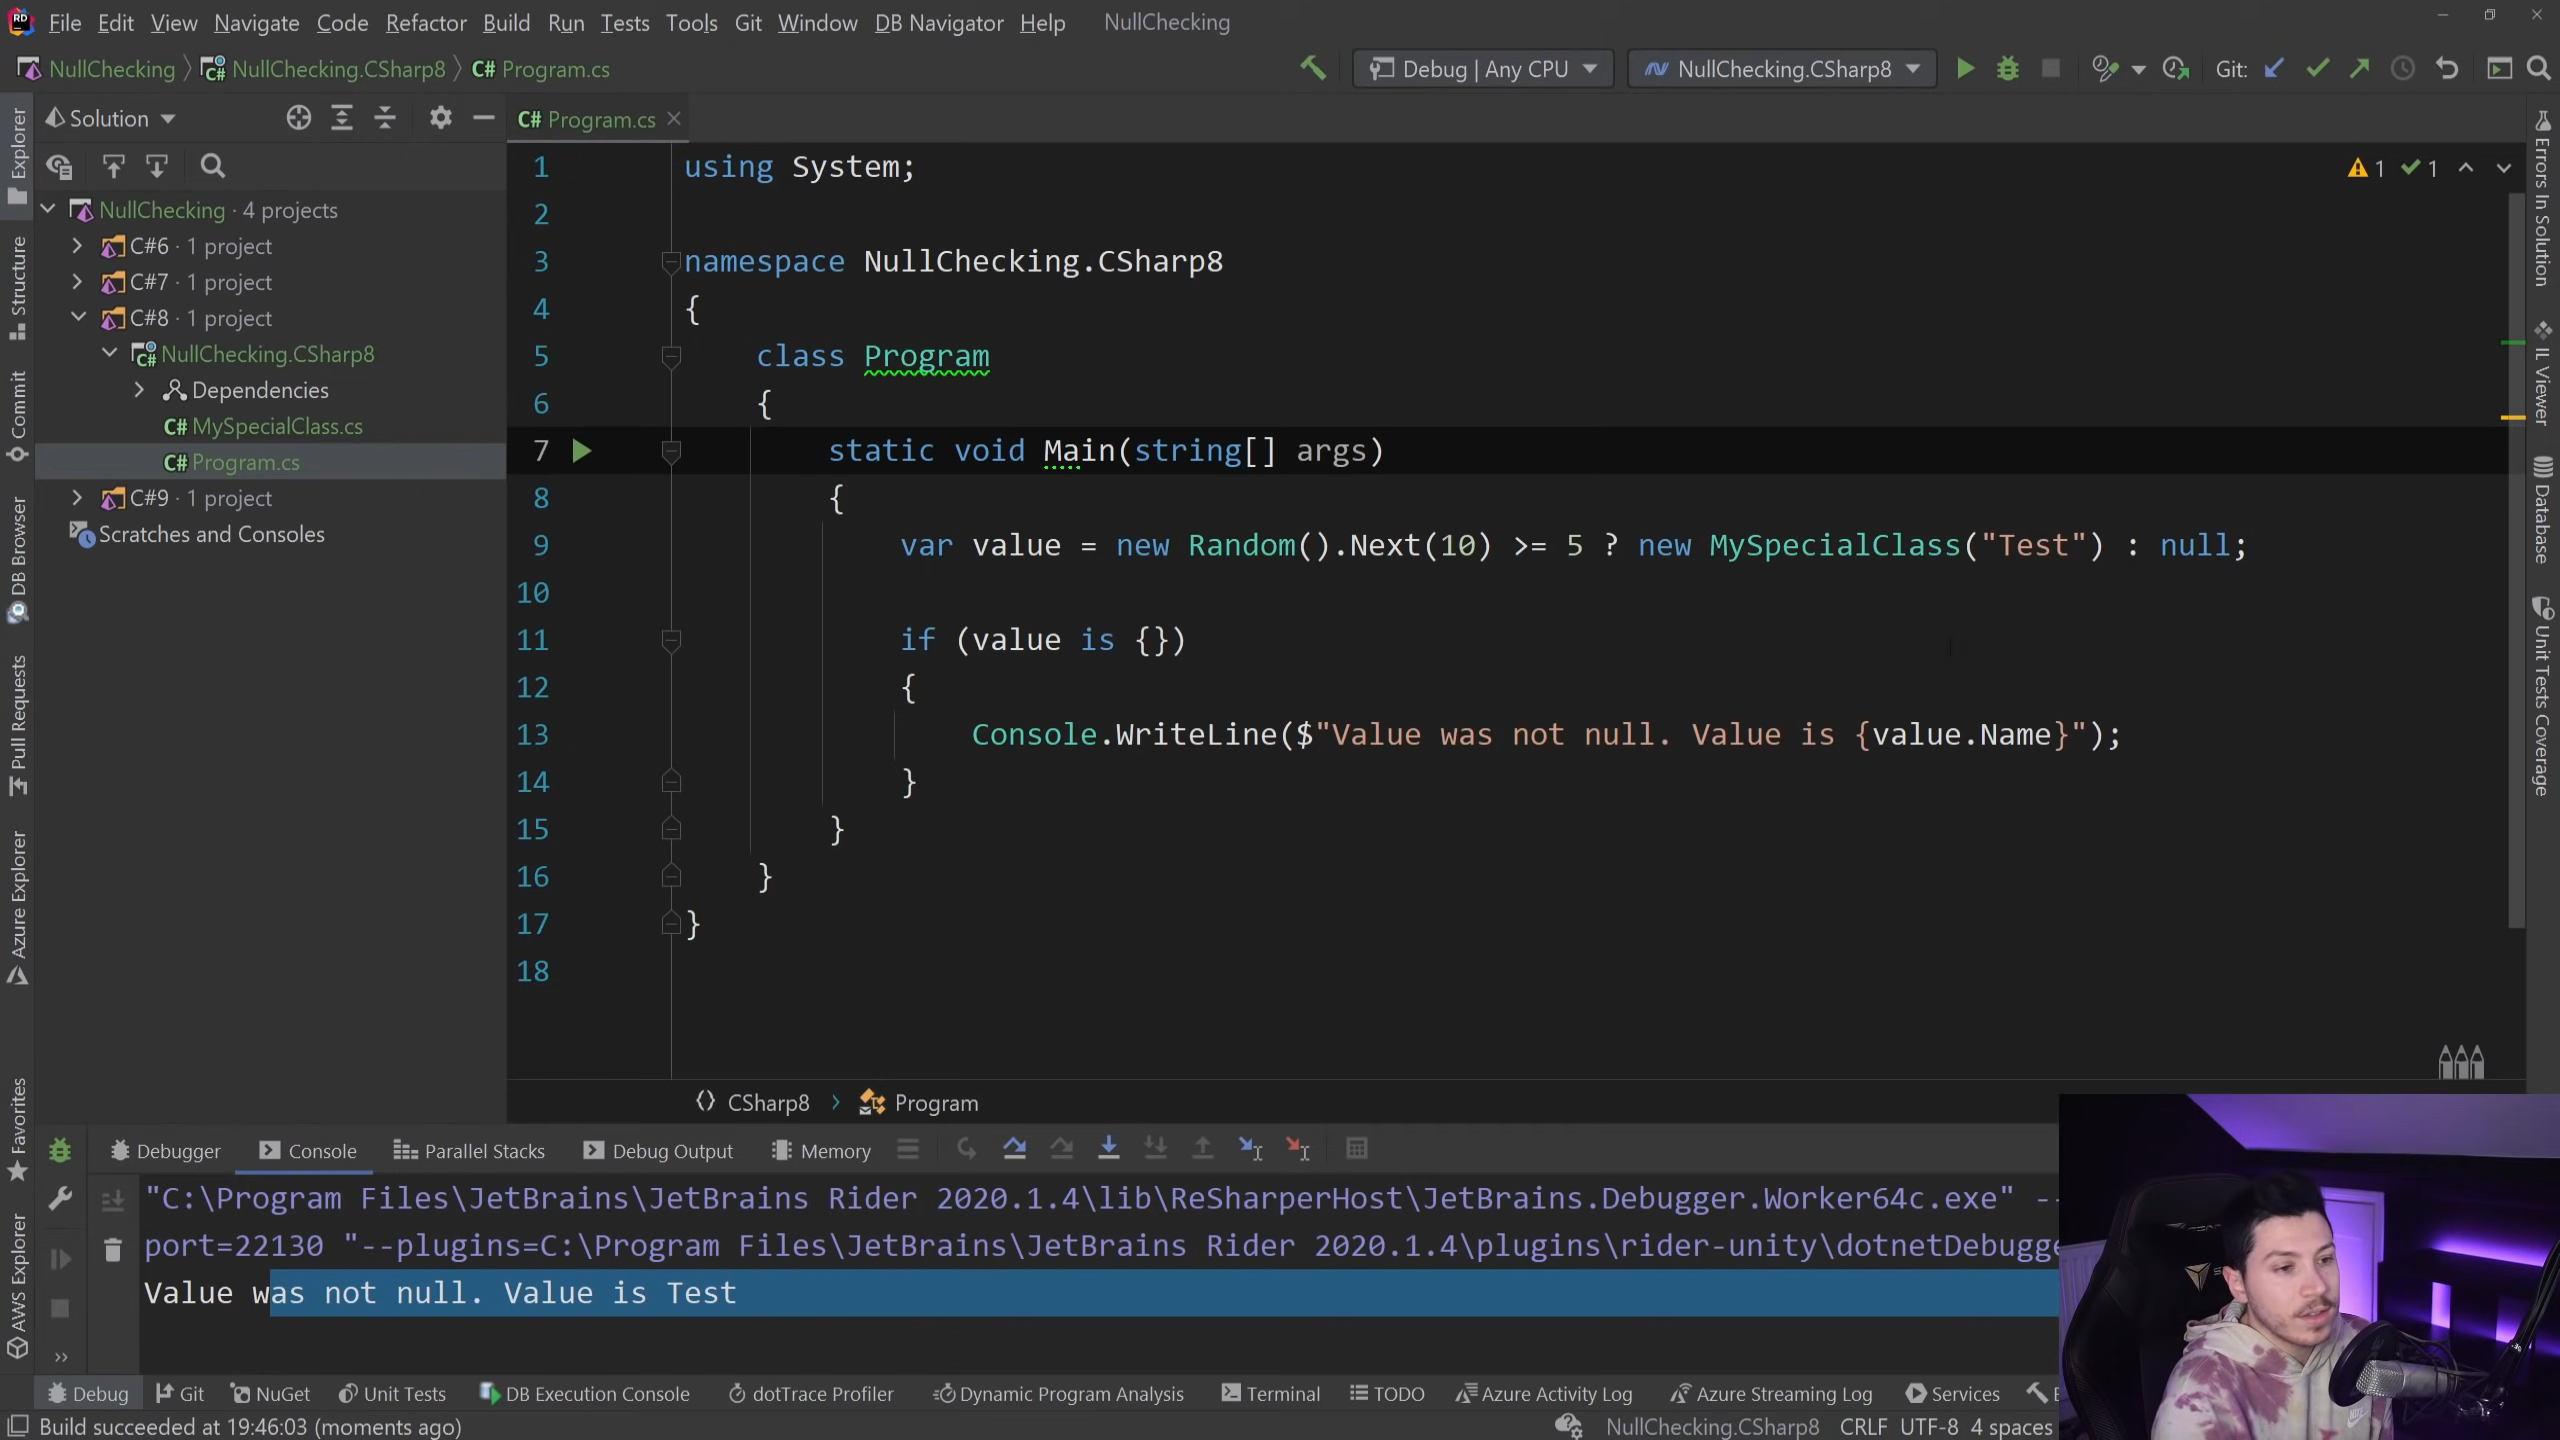 File Edit View Navigate Code Refactor Build Run Tests Tools Git Window DB Navigator Help NullChecking
NullChecking NullChecking.CSharp8 C# Program.cs Debug | Any CPU NullChecking.CSharp8 Git:
Solution
C# Program.cs
NullChecking · 4 projects
C#6 · 1 project
C#7 · 1 project
C#8 · 1 project
NullChecking.CSharp8
Dependencies
C# MySpecialClass.cs
C# Program.cs
C#9 · 1 project
Scratches and Consoles
Explorer
Structure
Commit
DB Browser
Pull Requests
Azure Explorer
Favorites
AWS Explorer
1 using System;
2
3 namespace NullChecking.CSharp8
4 {
5 class Program
6 {
7 static void Main(string[] args)
8 {
9 var value = new Random().Next(10) >= 5 ? new MySpecialClass("Test") : null;
10
11 if (value is {})
12 {
13 Console.WriteLine($"Value was not null. Value is {value.Name}");
14 }
15 }
16 }
17 }
18
1 1
Errors In Solution
IL Viewer
Database
Unit Tests Coverage
CSharp8 Program
Debugger Console Parallel Stacks Debug Output Memory
"C:\Program Files\JetBrains\JetBrains Rider 2020.1.4\lib\ReSharperHost\JetBrains.Debugger.Worker64c.exe" --
port=22130 "--plugins=C:\Program Files\JetBrains\JetBrains Rider 2020.1.4\plugins\rider-unity\dotnetDebugge
Value was not null. Value is Test
Debug Git NuGet Unit Tests DB Execution Console dotTrace Profiler Dynamic Program Analysis Terminal TODO Azure Activity Log Azure Streaming Log Services
Build succeeded at 19:46:03 (moments ago) NullChecking.CSharp8 CRLF UTF-8 4 spaces